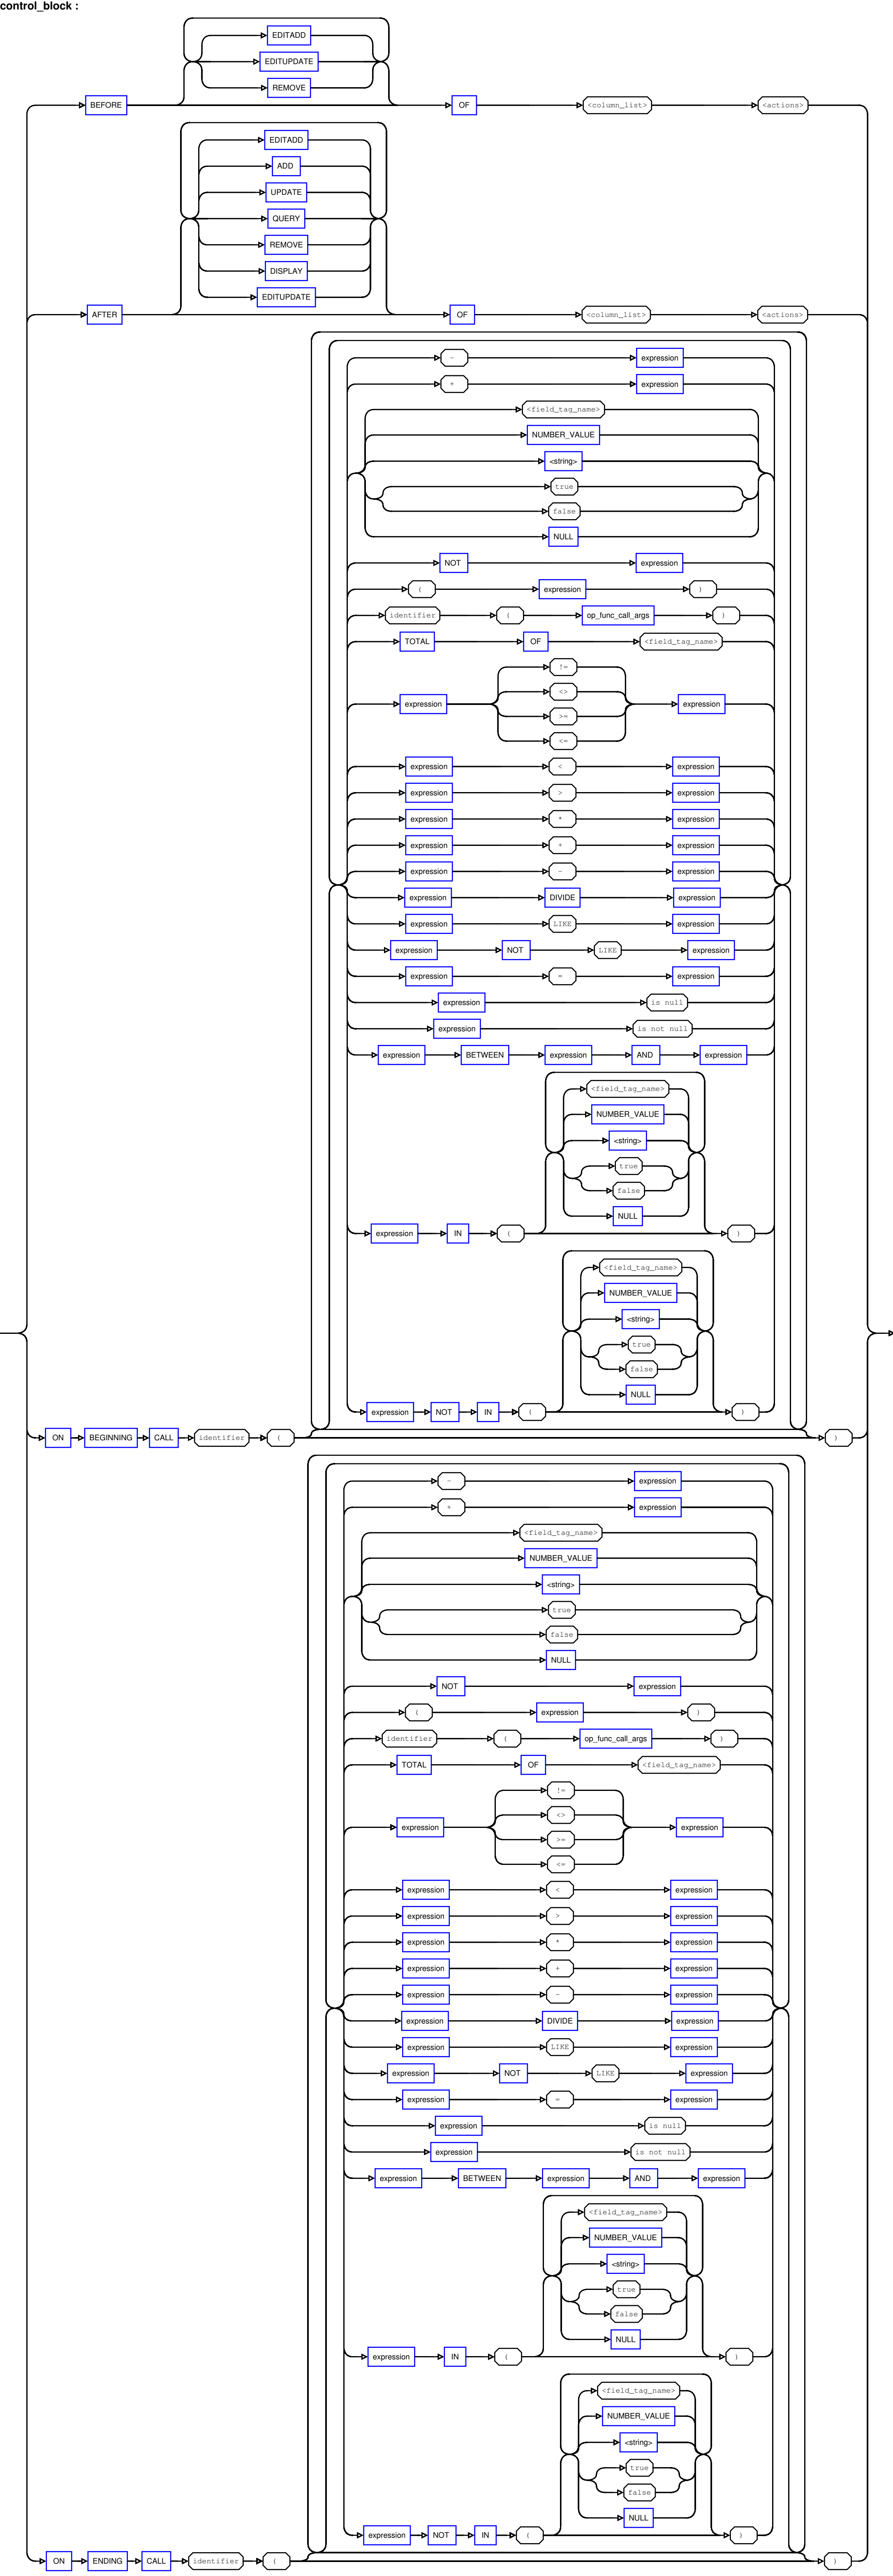 control_block :
EDITADD
EDITUPDATE
REMOVE
BEFORE OF <column_list> <actions>
EDITADD
ADD
UPDATE
QUERY
REMOVE
DISPLAY
EDITUPDATE
AFTER OF <column_list> <actions>
- expression
+ expression
<field_tag_name>
NUMBER_VALUE
<string>
true
false
NULL
NOT expression
( expression )
identifier ( op_func_call_args )
TOTAL OF <field_tag_name>
!=
<>
expression expression
>=
<=
expression < expression
expression > expression
expression * expression
expression + expression
expression - expression
expression DIVIDE expression
expression LIKE expression
expression NOT LIKE expression
expression = expression
expression is null
expression is not null
expression BETWEEN expression AND expression
<field_tag_name>
NUMBER_VALUE
<string>
true
false
NULL
expression IN ( )
<field_tag_name>
NUMBER_VALUE
<string>
true
false
NULL
expression NOT IN ( )
ON BEGINNING CALL identifier ( )
- expression
+ expression
<field_tag_name>
NUMBER_VALUE
<string>
true
false
NULL
NOT expression
( expression )
identifier ( op_func_call_args )
TOTAL OF <field_tag_name>
!=
<>
expression expression
>=
<=
expression < expression
expression > expression
expression * expression
expression + expression
expression - expression
expression DIVIDE expression
expression LIKE expression
expression NOT LIKE expression
expression = expression
expression is null
expression is not null
expression BETWEEN expression AND expression
<field_tag_name>
NUMBER_VALUE
<string>
true
false
NULL
expression IN ( )
<field_tag_name>
NUMBER_VALUE
<string>
true
false
NULL
expression NOT IN ( )
ON ENDING CALL identifier ( )